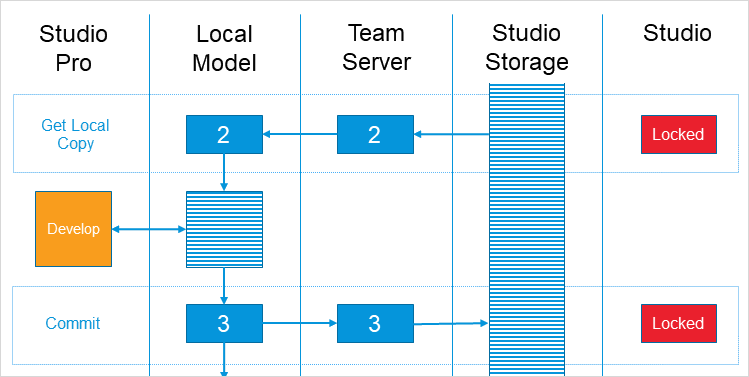 Studio
Pro
Local
Model
Team
Server
Studio
Storage
Studio
Get Local
Copy
2
2
Locked
Develop
Commit
3
3
Locked